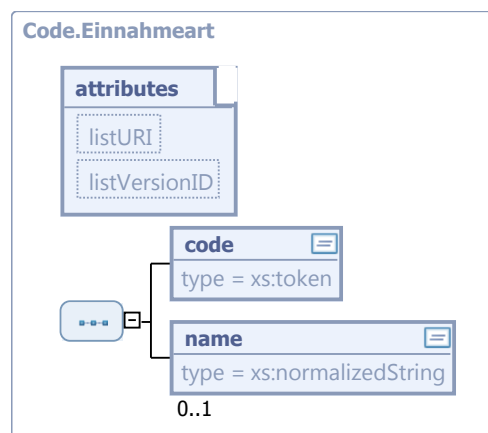 Code.Einnahmeart
attributes
listURI
listVersionID
code
type = xs:token
name
type = xs:normalizedString
0..1